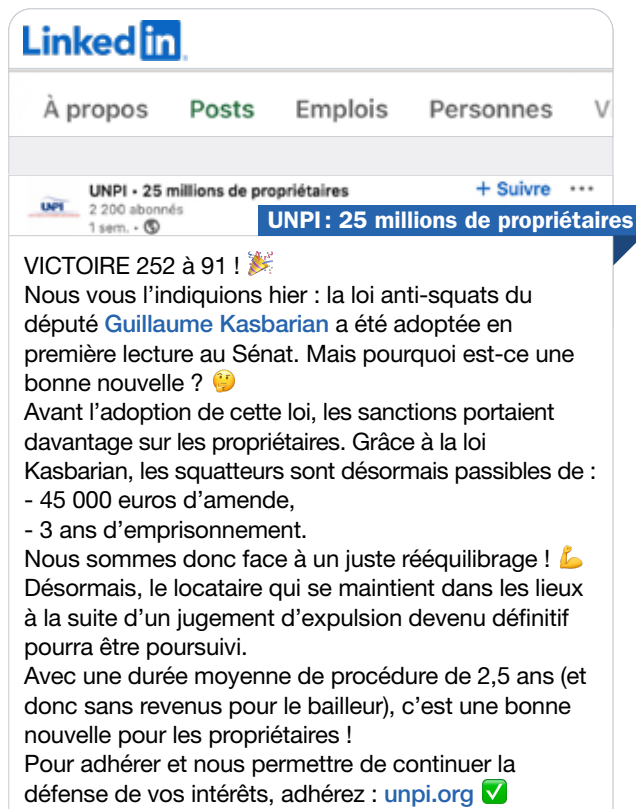 Linked in
À propos Posts Emplois Personnes V
UNPI
UNPI • 25 millions de propriétaires
+ Suivre ...
2 200 abonnés
1 sem. •
UNPI : 25 millions de propriétaires
VICTOIRE 252 à 91 ! 🎉
Nous vous l’indiquions hier : la loi anti-squats du
député Guillaume Kasbarian a été adoptée en
première lecture au Sénat. Mais pourquoi est-ce une
bonne nouvelle ? 🤔
Avant l’adoption de cette loi, les sanctions portaient
davantage sur les propriétaires. Grâce à la loi
Kasbarian, les squatteurs sont désormais passibles de :
- 45 000 euros d’amende,
- 3 ans d’emprisonnement.
Nous sommes donc face à un juste rééquilibrage ! 💪
Désormais, le locataire qui se maintient dans les lieux
à la suite d’un jugement d’expulsion devenu définitif
pourra être poursuivi.
Avec une durée moyenne de procédure de 2,5 ans (et
donc sans revenus pour le bailleur), c’est une bonne
nouvelle pour les propriétaires !
Pour adhérer et nous permettre de continuer la
défense de vos intérêts, adhérez : unpi.org ✅